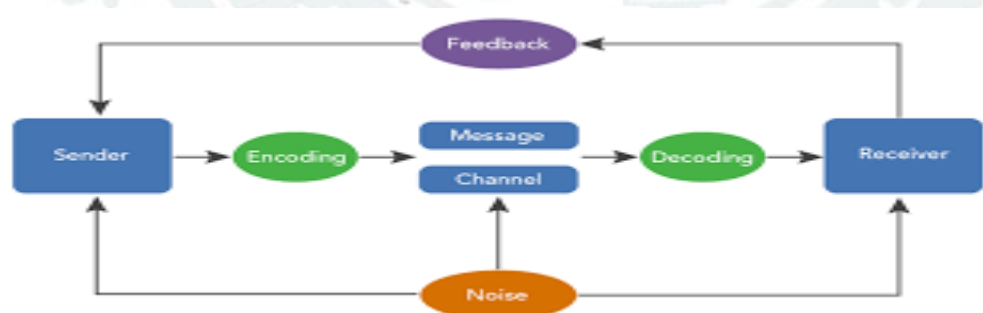 Feedback
Sender
Encoding
Message
Channel
Decoding
Receiver
Noise